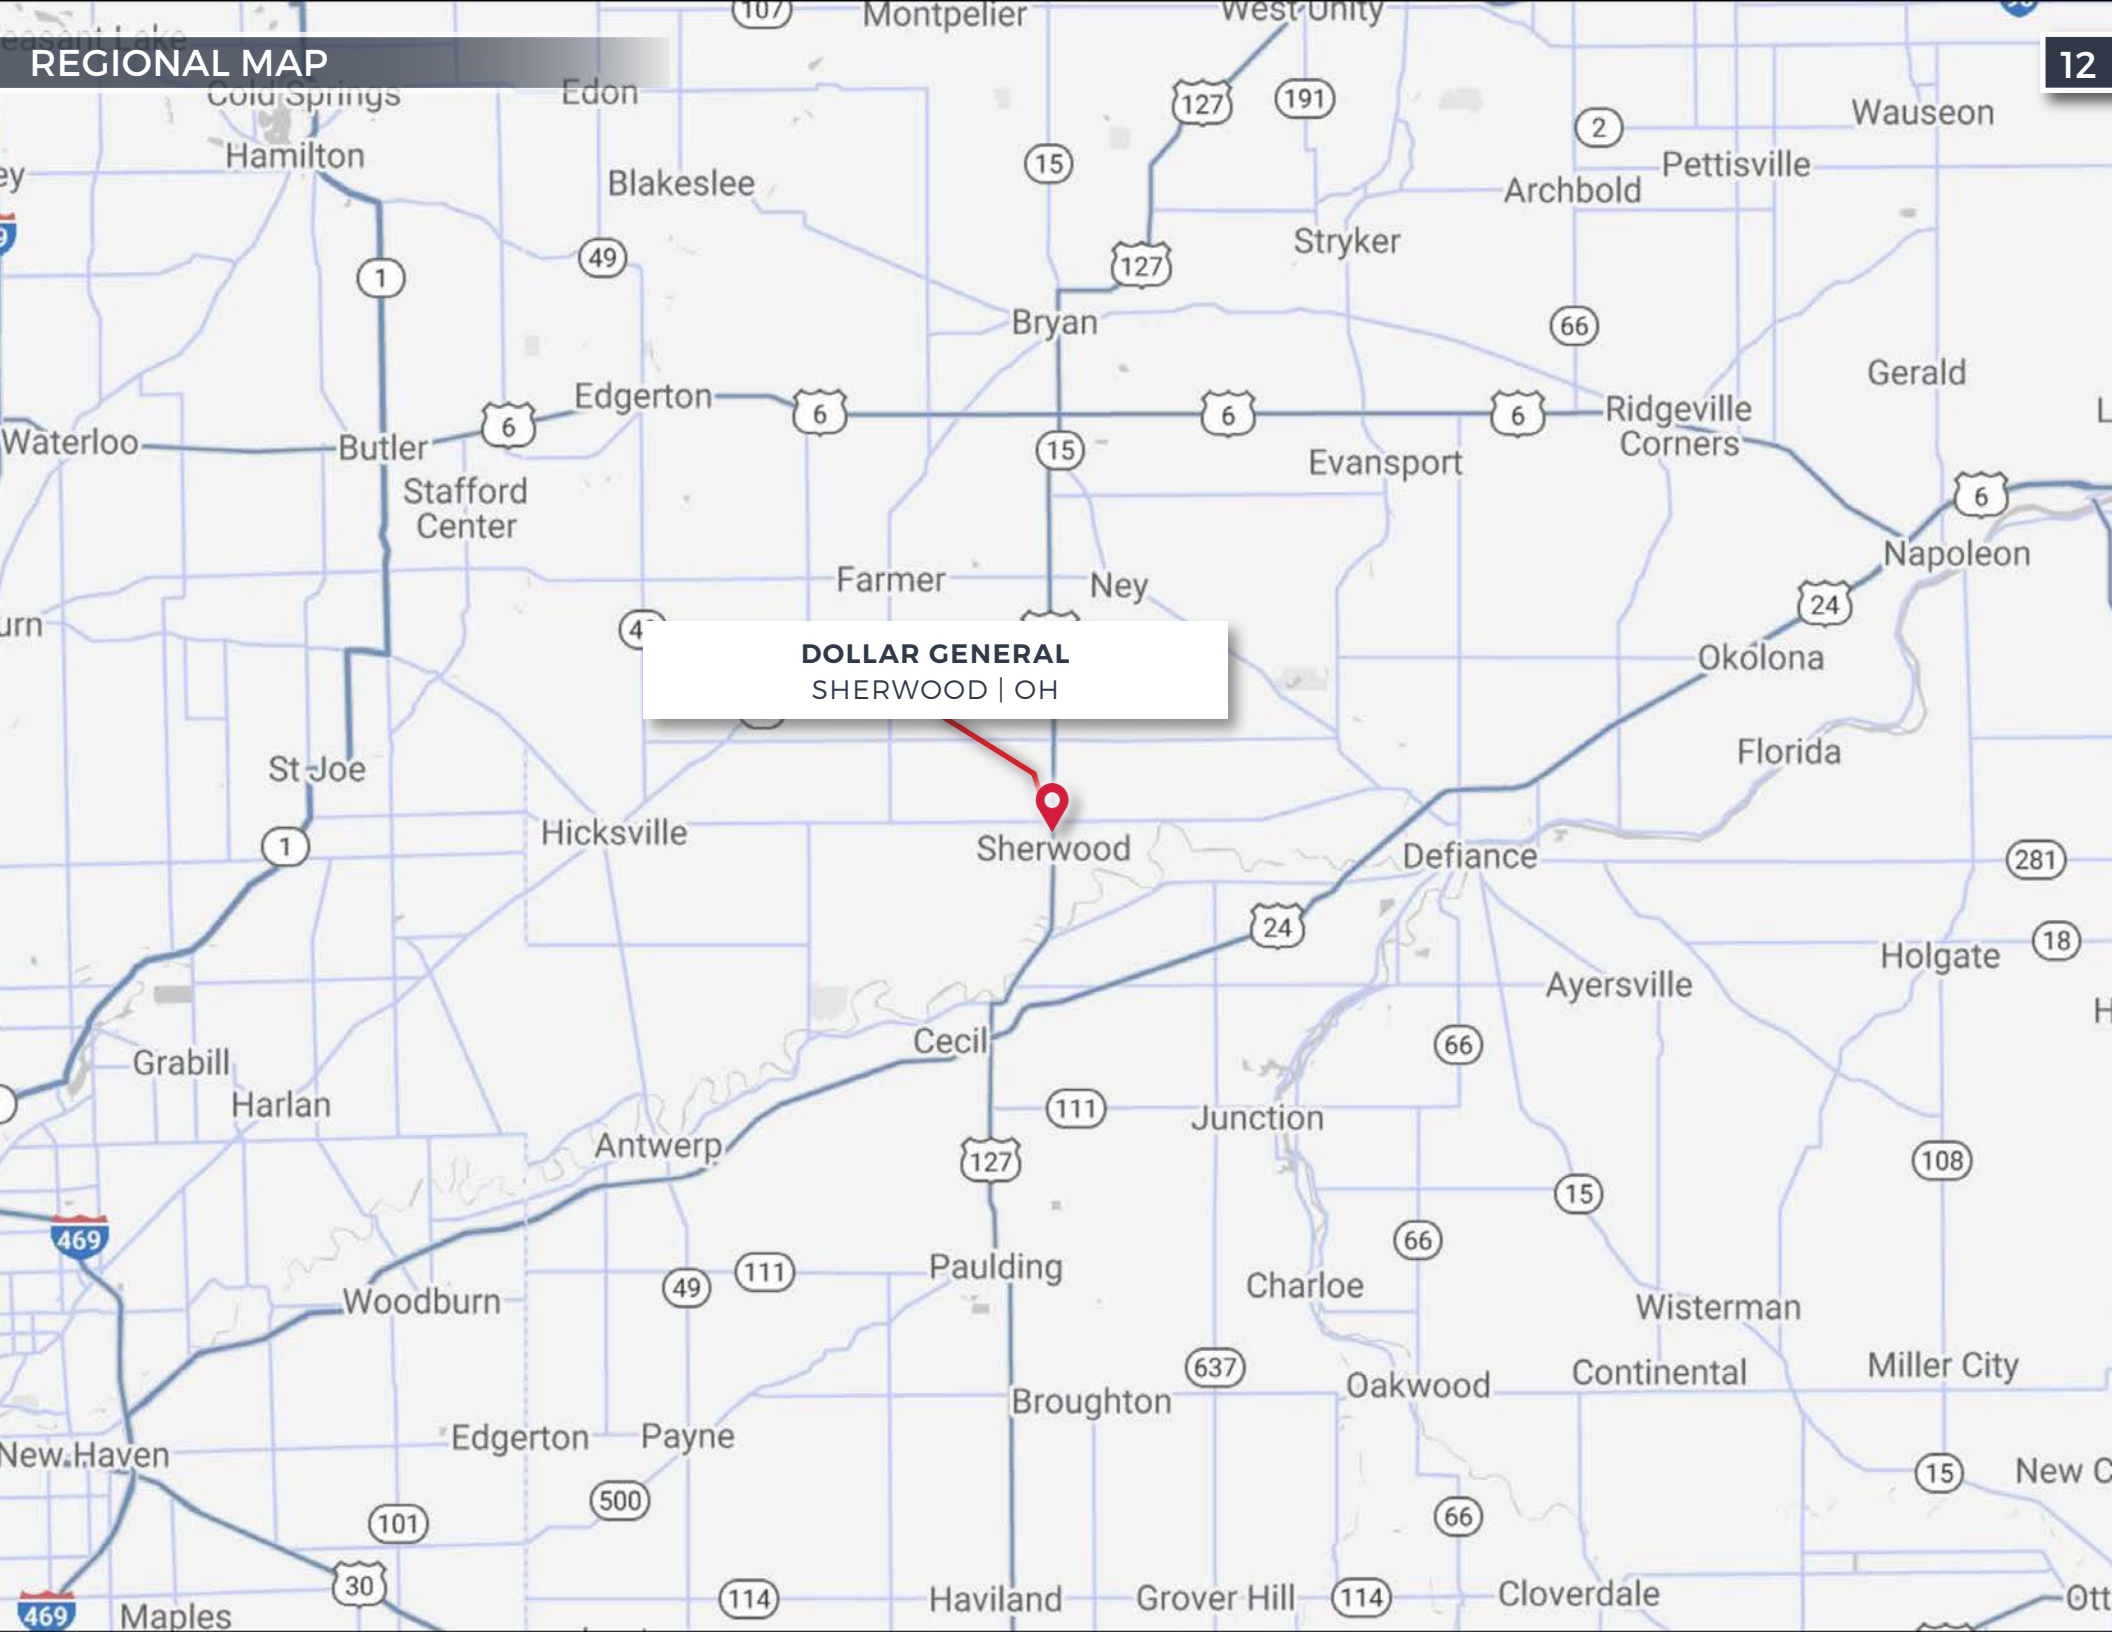 107
Montpelier
West Unity
REGIONAL MAP
12
Cold Springs
Edon
127
191
2
Wauseon
Hamilton
15
Pettisville
Blakeslee
Archbold
Stryker
49
127
1
Bryan
66
Gerald
Edgerton
6
6
6
Ridgeville
Corners
6
Waterloo
Butler
15
Evansport
Stafford
Center
6
Napoleon
Farmer
Ney
24
DOLLAR GENERAL
SHERWOOD | OH
Okolona
Florida
St Joe
Hicksville
1
Sherwood
Defiance
281
24
18
Holgate
Ayersville
Cecil
66
Grabill
Harlan
111
Junction
Antwerp
127
108
15
469
66
Paulding
49
111
Charloe
Woodburn
Wisterman
637
Oakwood
Continental
Miller City
Broughton
Edgerton
Payne
New Haven
15
New
500
101
66
30
114
Haviland
Grover Hill
114
Cloverdale
469
Maples